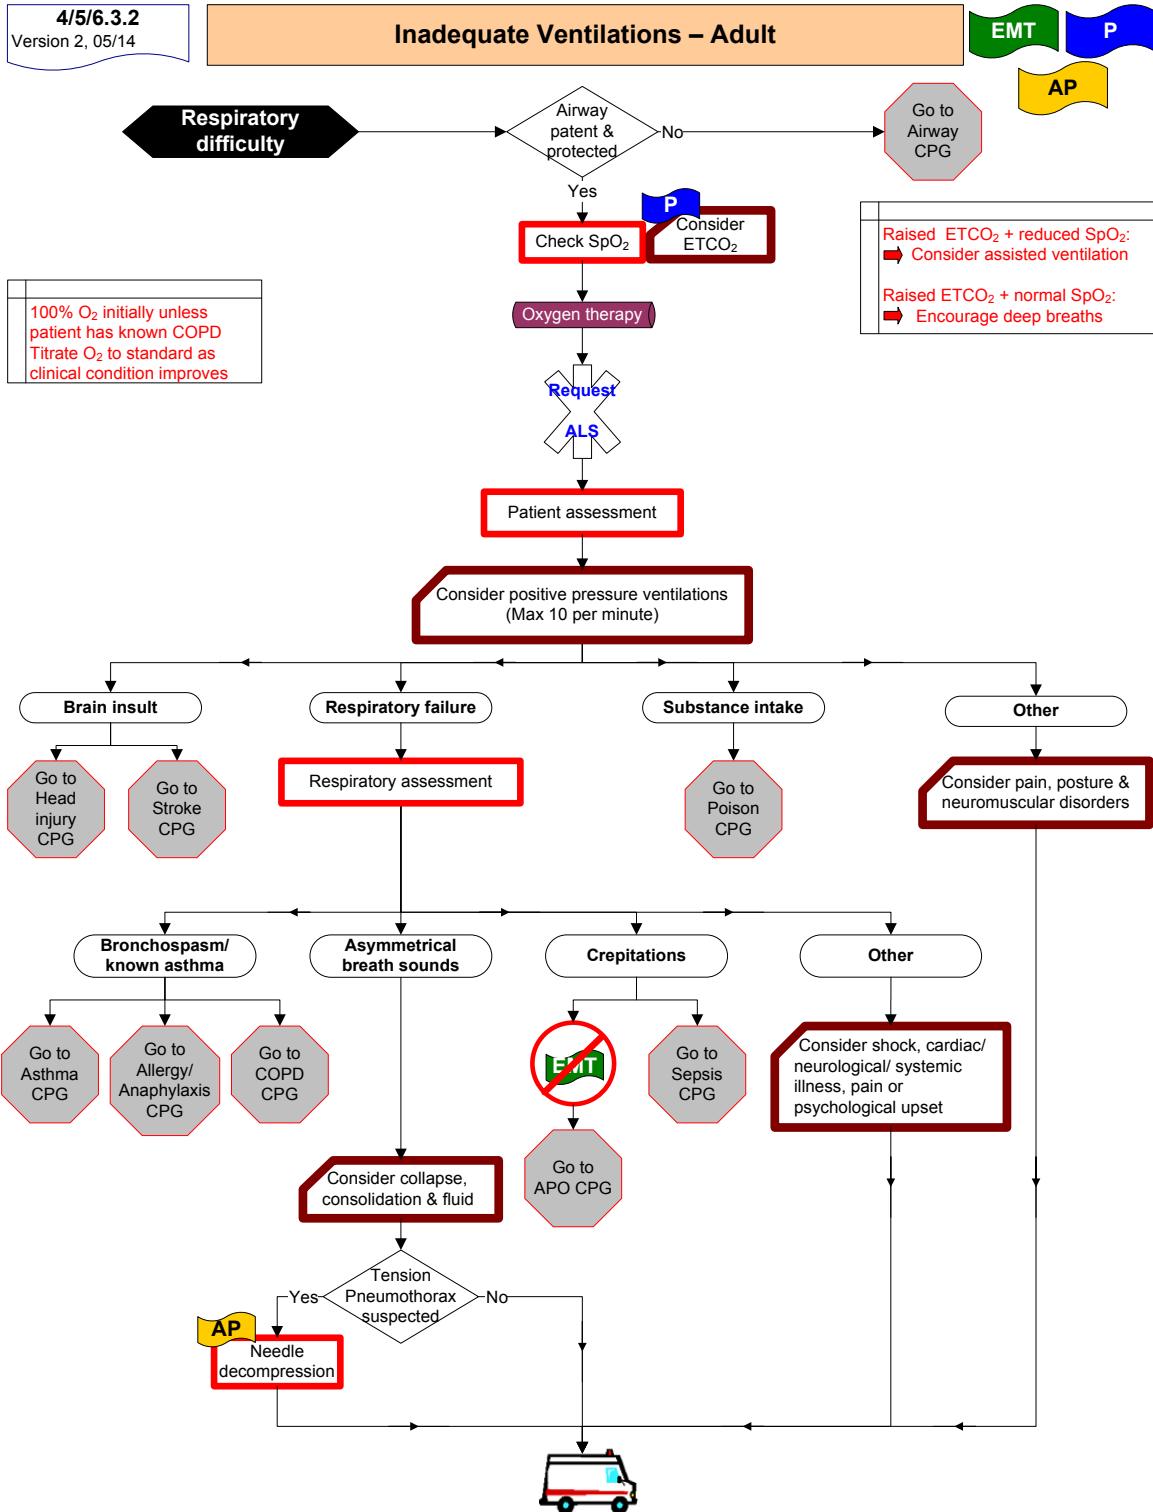 4/5/6.3.2
Version 2, 05/14
Inadequate Ventilations – Adult
EMT
P
AP
Respiratory
difficulty
Airway
patent &
protected
No
Go to
Airway
CPG
Yes
P
Check SpO₂
Consider
ETCO₂
Raised ETCO₂ + reduced SpO₂:
Consider assisted ventilation
Raised ETCO₂ + normal SpO₂:
Encourage deep breaths
100% O₂ initially unless
patient has known COPD
Titrate O₂ to standard as
clinical condition improves
Oxygen therapy
Request
ALS
Patient assessment
Consider positive pressure ventilations
(Max 10 per minute)
Brain insult
Respiratory failure
Substance intake
Other
Go to
Head
injury
CPG
Go to
Stroke
CPG
Respiratory assessment
Go to
Poison
CPG
Consider pain, posture &
neuromuscular disorders
Bronchospasm/
known asthma
Asymmetrical
breath sounds
Crepitations
Other
Go to
Asthma
CPG
Go to
Allergy/
Anaphylaxis
CPG
Go to
COPD
CPG
EMT
Go to
Sepsis
CPG
Consider shock, cardiac/
neurological/ systemic
illness, pain or
psychological upset
Go to
APO CPG
Consider collapse,
consolidation & fluid
Tension
Pneumothorax
suspected
Yes
No
AP
Needle
decompression